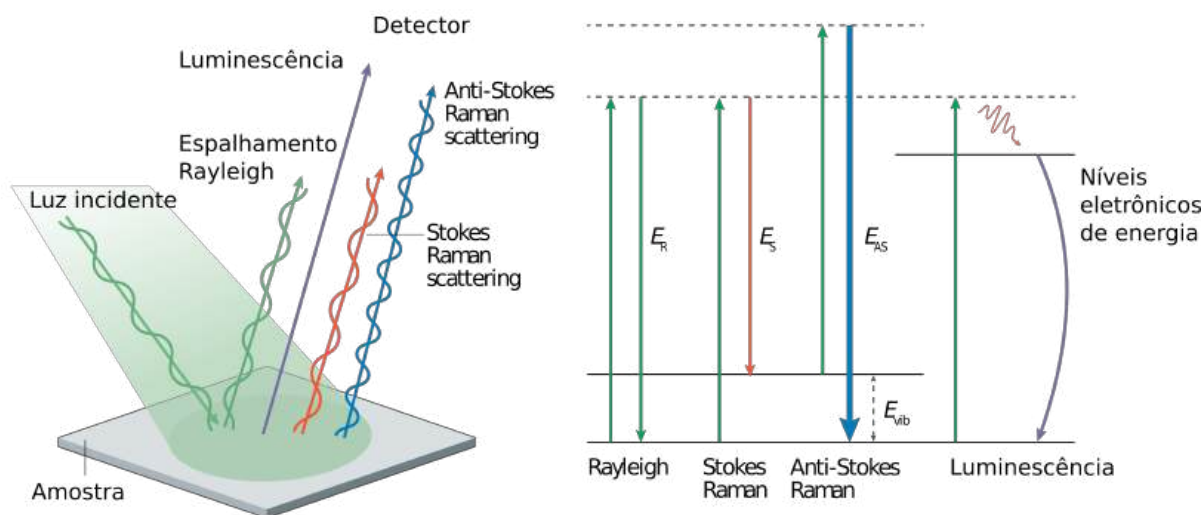 Detector
Luminescência
Anti-Stokes
Raman
scattering
Espalhamento
Rayleigh
Luz incidente
Stokes
Raman
scattering
Amostra
E_R
E_S
E_AS
E_vib
Níveis
eletrônicos
de energia
Rayleigh
Stokes
Raman
Anti-Stokes
Raman
Luminescência